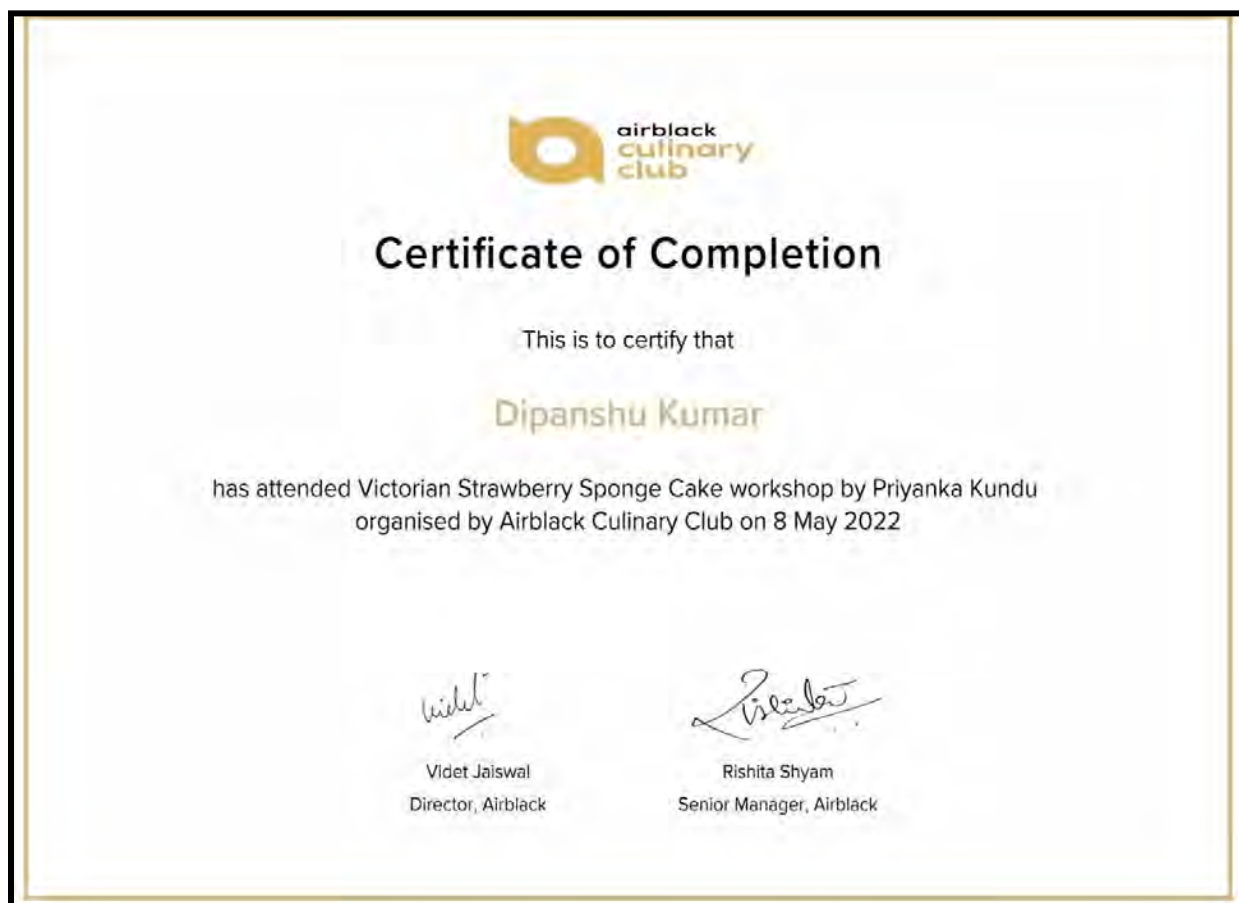 airblack
culinary
club
Certificate of Completion
This is to certify that
Dipanshu Kumar
has attended Victorian Strawberry Sponge Cake workshop by Priyanka Kundu
organised by Airblack Culinary Club on 8 May 2022
Videt Jaiswal
Rishita Shyam
Director, Airblack
Senior Manager, Airblack